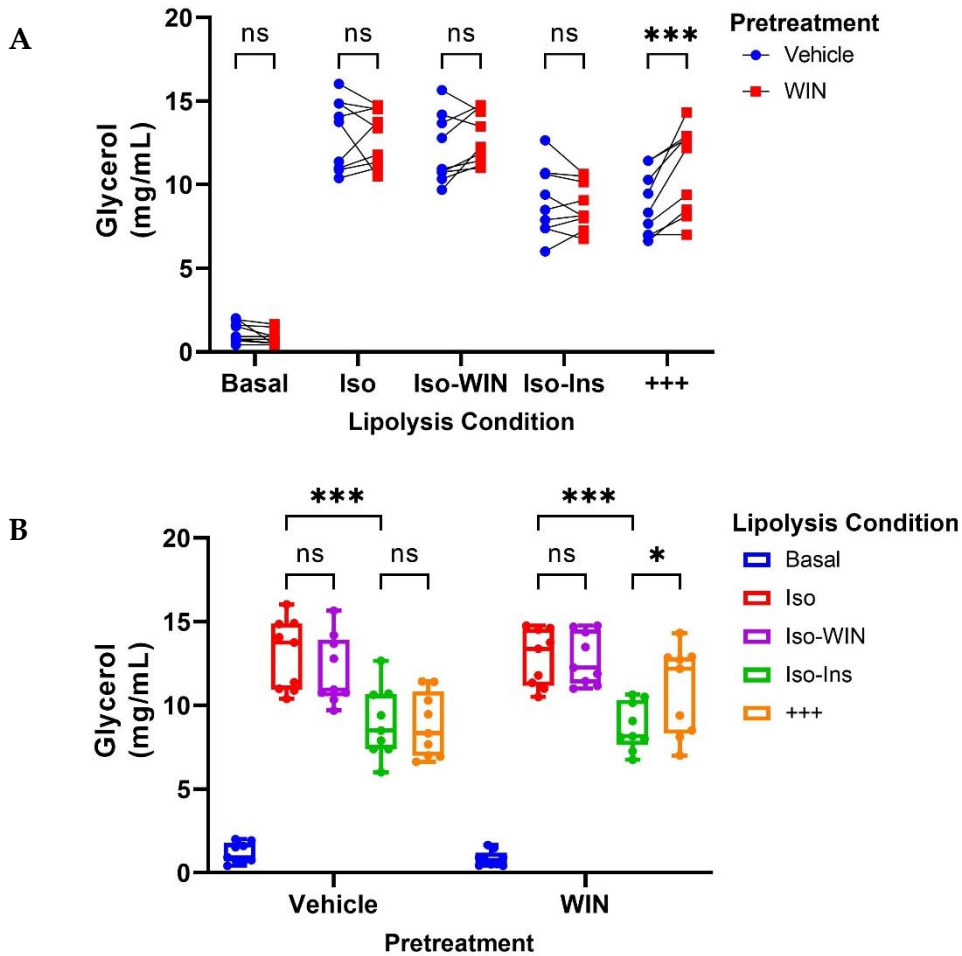 A
20
15
10
5
0
Glycerol
(mg/mL)
ns
ns
ns
ns
***
Pretreatment
Vehicle
WIN
Basal
Iso
Iso-WIN
Iso-Ins
+++
Lipolysis Condition
B
20
15
10
5
0
Glycerol
(mg/mL)
***
ns
ns
***
ns
*
Lipolysis Condition
Basal
Iso
Iso-WIN
Iso-Ins
+++
Vehicle
WIN
Pretreatment